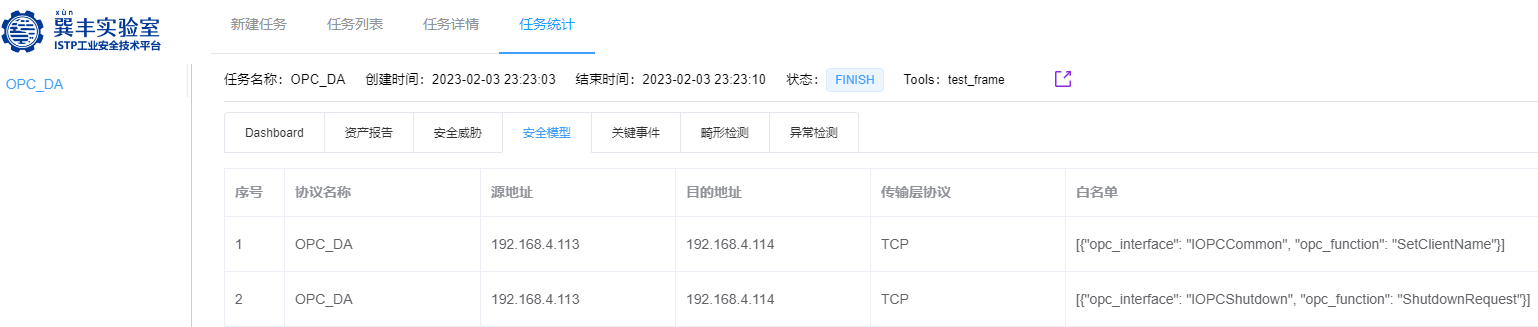 xùn
巽丰实验室
ISTP工业安全技术平台
新建任务 任务列表 任务详情 任务统计
OPC_DA
任务名称：OPC_DA 创建时间：2023-02-03 23:23:03 结束时间：2023-02-03 23:23:10 状态： FINISH Tools：test_frame
Dashboard 资产报告 安全威胁 安全模型 关键事件 畸形检测 异常检测
序号 协议名称 源地址 目的地址 传输层协议 白名单
1 OPC_DA 192.168.4.113 192.168.4.114 TCP [{"opc_interface": "IOPCCommon", "opc_function": "SetClientName"}]
2 OPC_DA 192.168.4.113 192.168.4.114 TCP [{"opc_interface": "IOPCShutdown", "opc_function": "ShutdownRequest"}]